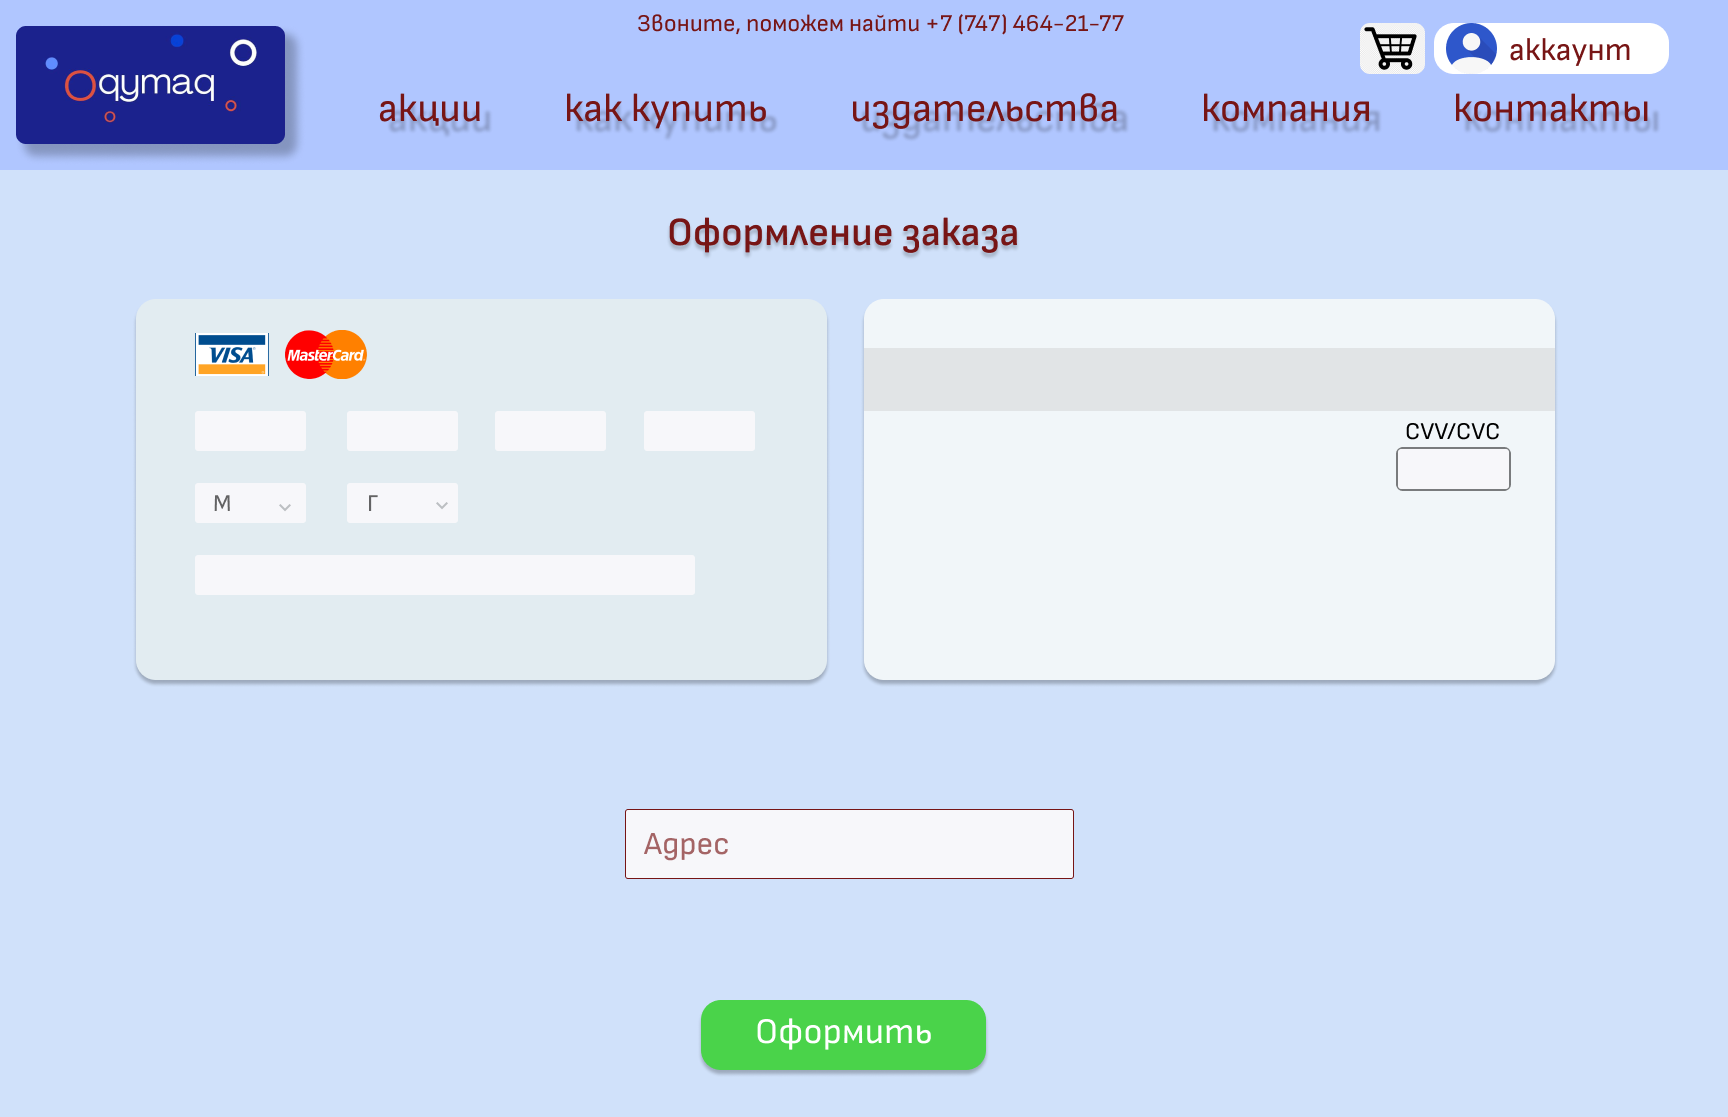 Звоните, поможем найти +7 (747) 464-21-77
Oqymaq
аккаунт
акции как купить издательства компания контакты
Оформление заказа
VISA MasterCard
CVV/CVC
М Г
Адрес
Оформить